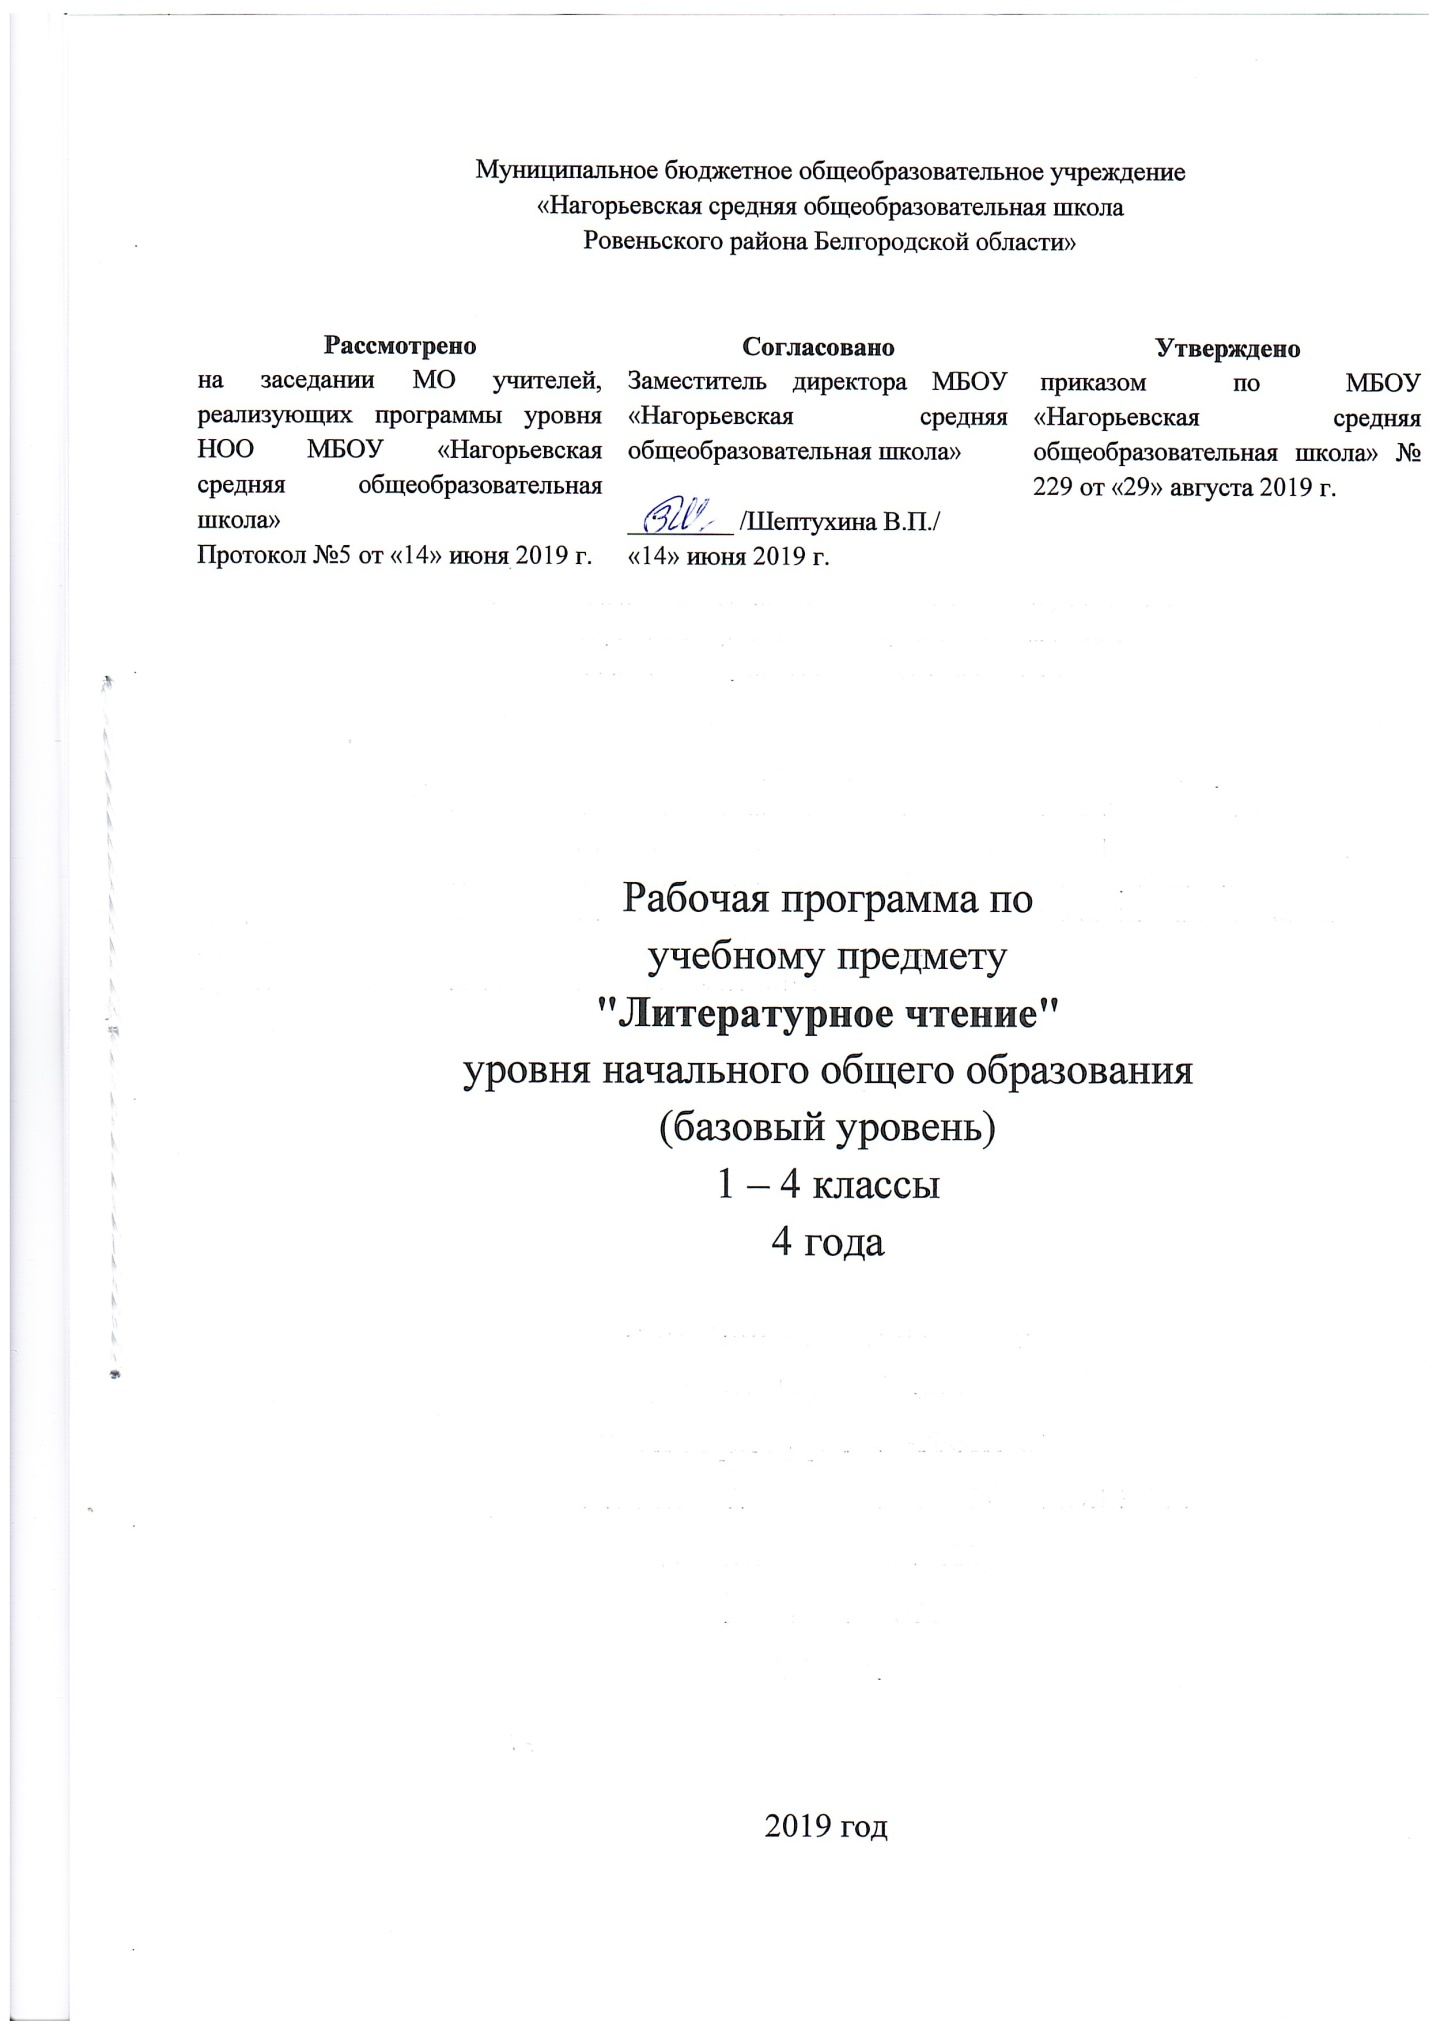 Муниципальное бюджетное общеобразовательное учреждение
«Нагорьевская средняя общеобразовательная школа
Ровеньского района Белгородской области»
Рассмотрено
на заседании МО учителей,
реализующих программы уровня
НОО МБОУ «Нагорьевская
средняя общеобразовательная
школа»
Протокол №5 от «14» июня 2019 г.
Согласовано
Заместитель директора МБОУ
«Нагорьевская средняя
общеобразовательная школа»
/Шептухина В.П./
«14» июня 2019 г.
Утверждено
приказом по МБОУ
«Нагорьевская средняя
общеобразовательная школа» №
229 от «29» августа 2019 г.
Рабочая программа по
учебному предмету
"Литературное чтение"
уровня начального общего образования
(базовый уровень)
1 – 4 классы
4 года
2019 год